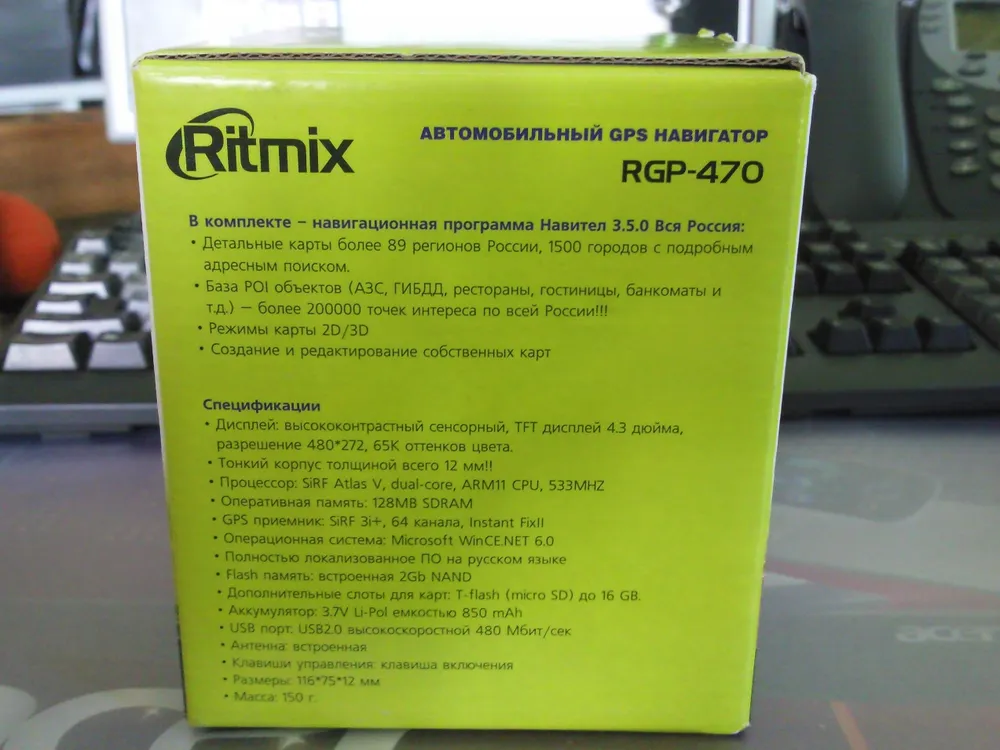 Ritmix
АВТОМОБИЛЬНЫЙ GPS НАВИГАТОР
RGP-470
В комплекте – навигационная программа Навител 3.5.0 Вся Россия:
• Детальные карты более 89 регионов России, 1500 городов с подробным
адресным поиском.
• База POI объектов (АЗС, ГИБДД, рестораны, гостиницы, банкоматы и
т.д.) – более 200000 точек интереса по всей России!!!
• Режимы карты 2D/3D
• Создание и редактирование собственных карт
Спецификации
• Дисплей: высококонтрастный сенсорный, TFT дисплей 4.3 дюйма,
разрешение 480*272, 65K оттенков цвета.
• Тонкий корпус толщиной всего 12 мм!!
• Процессор: SiRF Atlas V, dual-core, ARM11 CPU, 533MHZ
• Оперативная память: 128MB SDRAM
• GPS приемник: SiRF 3i+, 64 канала, Instant FixII
• Операционная система: Microsoft WinCE.NET 6.0
• Полностью локализованное ПО на русском языке
• Flash память: встроенная 2Gb NAND
• Дополнительные слоты для карт: T-flash (micro SD) до 16 GB.
• Аккумулятор: 3.7V Li-Pol емкостью 850 mAh
• USB порт: USB2.0 высокоскоростной 480 Мбит/сек
• Антенна: встроенная
• Клавиши управления: клавиша включения
• Размеры: 116*75*12 мм
• Масса: 150 г.
acer